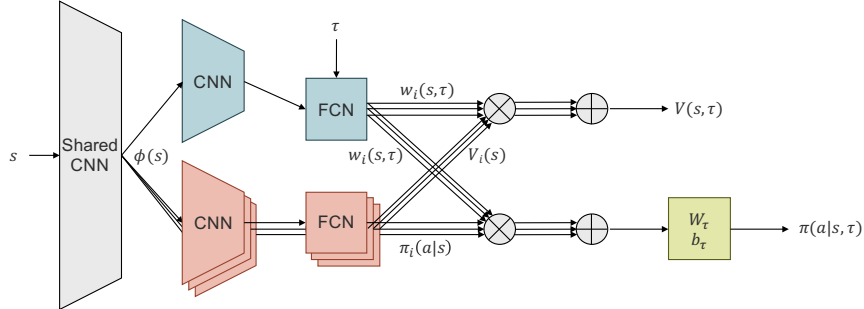 s
Shared
CNN
ϕ(s)
CNN
τ
FCN
w_i(s,τ)
w_i(s,τ)
V_i(s)
V(s,τ)
CNN
FCN
π_i(a|s)
W_τ
b_τ
π(a|s,τ)